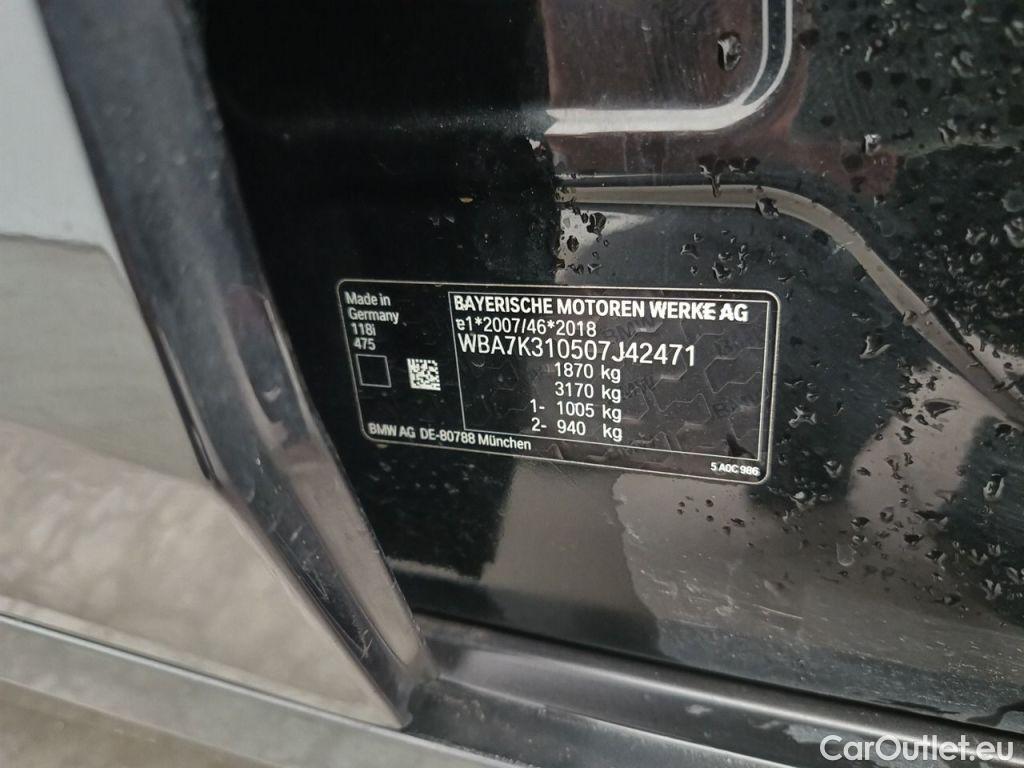 Made in
Germany
118i
475
BAYERISCHE MOTOREN WERKE AG
e1*2007/46*2018
WBA7K310507J42471
1870 kg
3170 kg
1- 1005 kg
2- 940 kg
BMW AG DE-80788 München
5 A0C 986
CarOutlet.eu